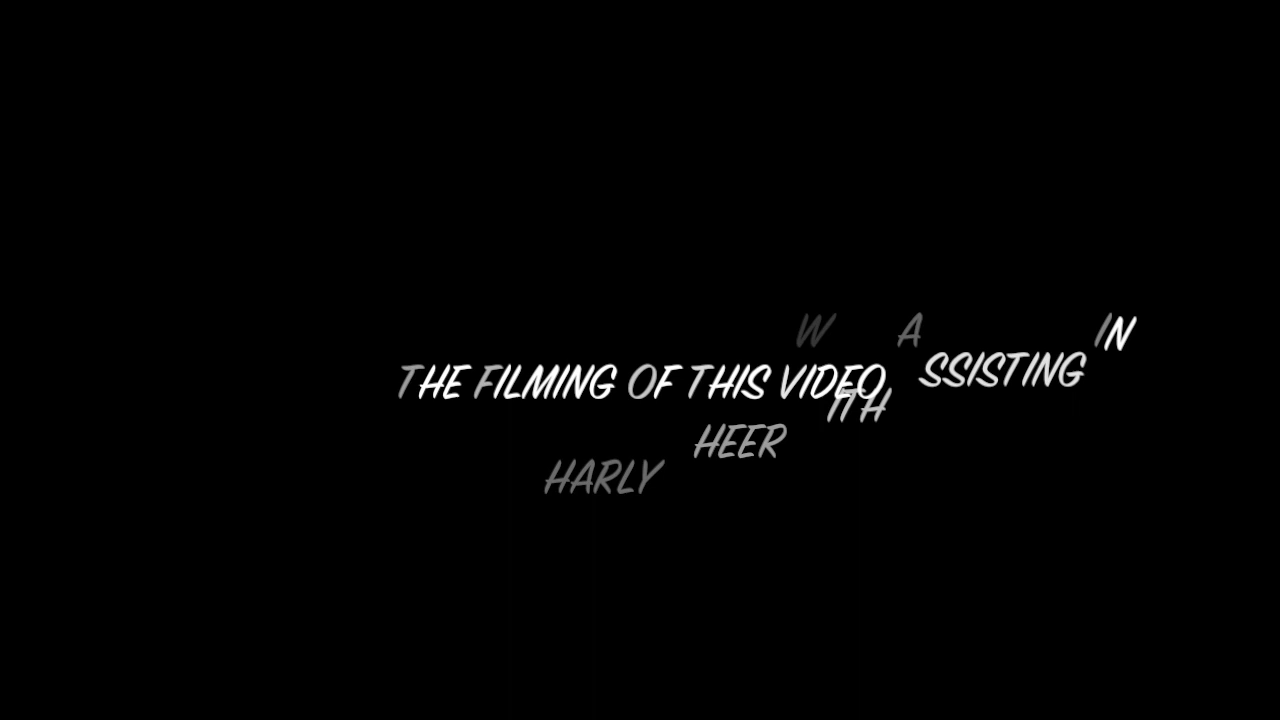 W A IN
SSISTING
THE FILMING OF THIS VIDEO
ITH
HEER
HARLY